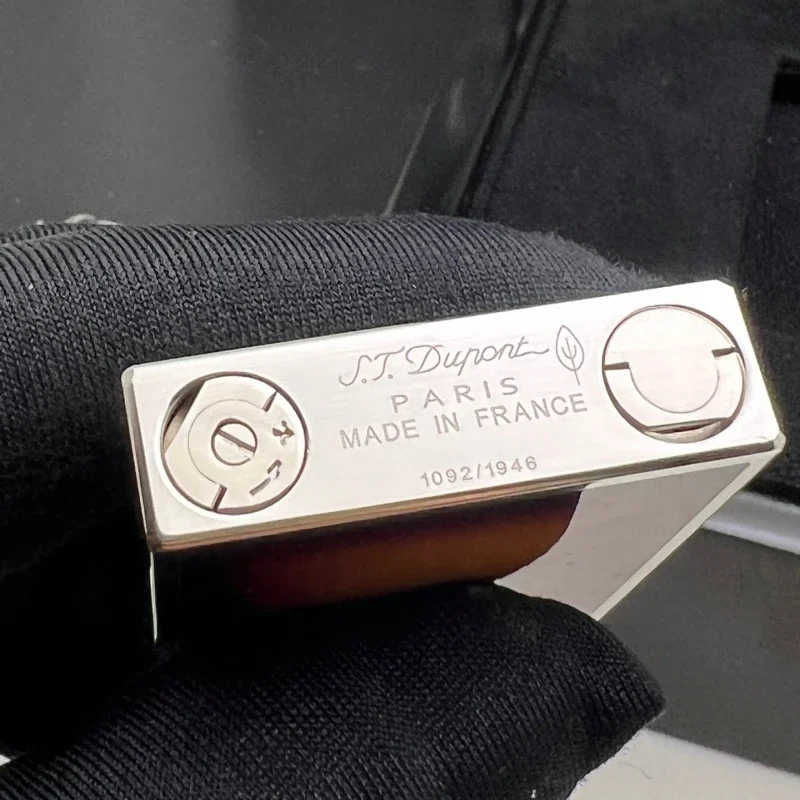 S.T. Dupont
PARIS
MADE IN FRANCE
1092/1946
+ -